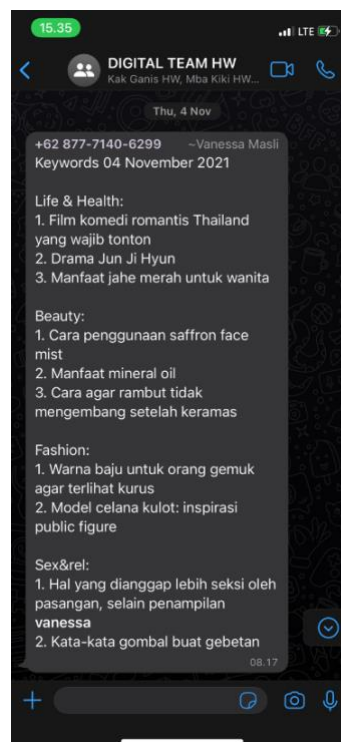 15.35
LTE
DIGITAL TEAM HW
Kak Ganis HW, Mba Kiki HW...
Thu, 4 Nov
+62 877-7140-6299 ~Vanessa Masli
Keywords 04 November 2021
Life & Health:
1. Film komedi romantis Thailand
yang wajib tonton
2. Drama Jun Ji Hyun
3. Manfaat jahe merah untuk wanita
Beauty:
1. Cara penggunaan saffron face
mist
2. Manfaat mineral oil
3. Cara agar rambut tidak
mengembang setelah keramas
Fashion:
1. Warna baju untuk orang gemuk
agar terlihat kurus
2. Model celana kulot: inspirasi
public figure
Sex&rel:
1. Hal yang dianggap lebih seksi oleh
pasangan, selain penampilan
vanessa
2. Kata-kata gombal buat gebetan
08.17